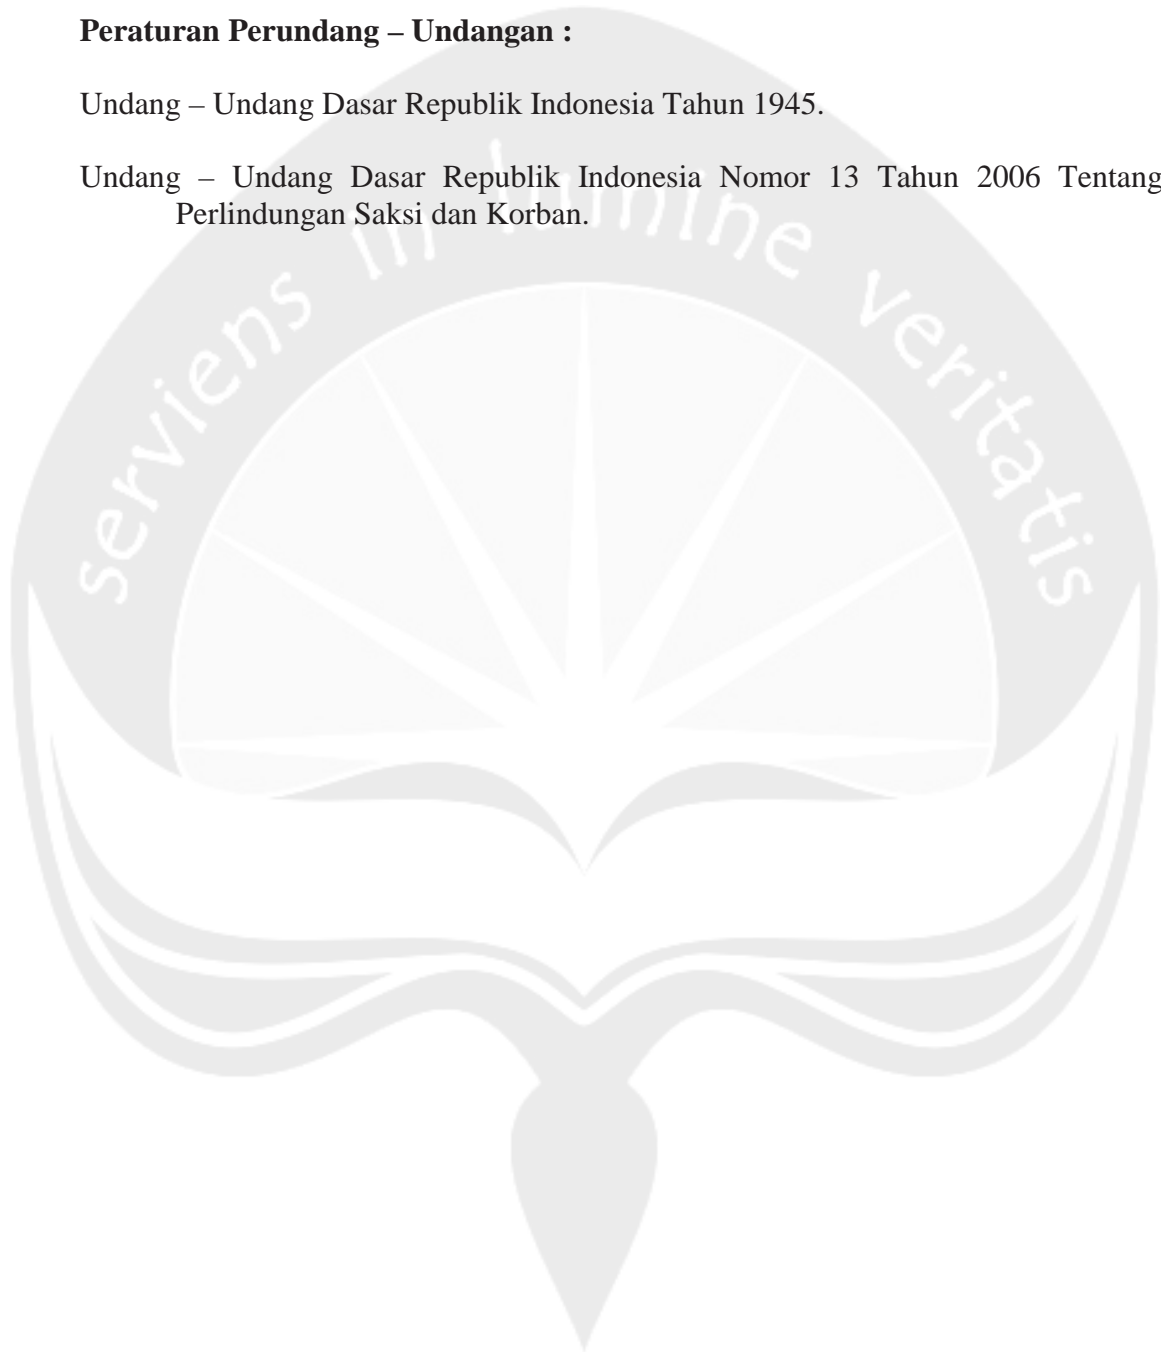 Peraturan Perundang – Undangan :
Undang – Undang Dasar Republik Indonesia Tahun 1945.
Undang – Undang Dasar Republik Indonesia Nomor 13 Tahun 2006 Tentang
Perlindungan Saksi dan Korban.
serviens in lumine veritatis